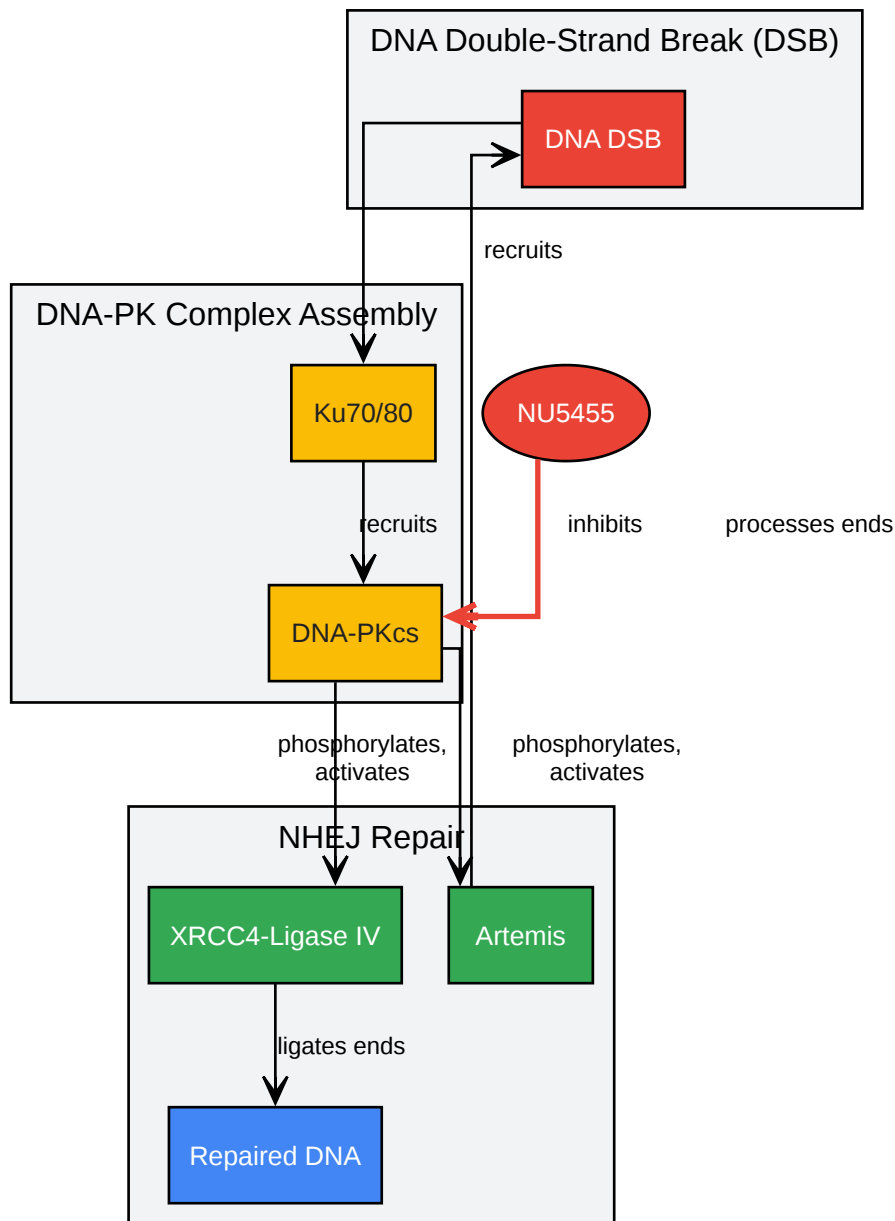 DNA Double-Strand Break (DSB)
DNA DSB
recruits
DNA-PK Complex Assembly
Ku70/80
NU5455
recruits
inhibits
processes ends
DNA-PKcs
phosphorylates,
activates
phosphorylates,
activates
NHEJ Repair
XRCC4-Ligase IV
Artemis
ligates ends
Repaired DNA